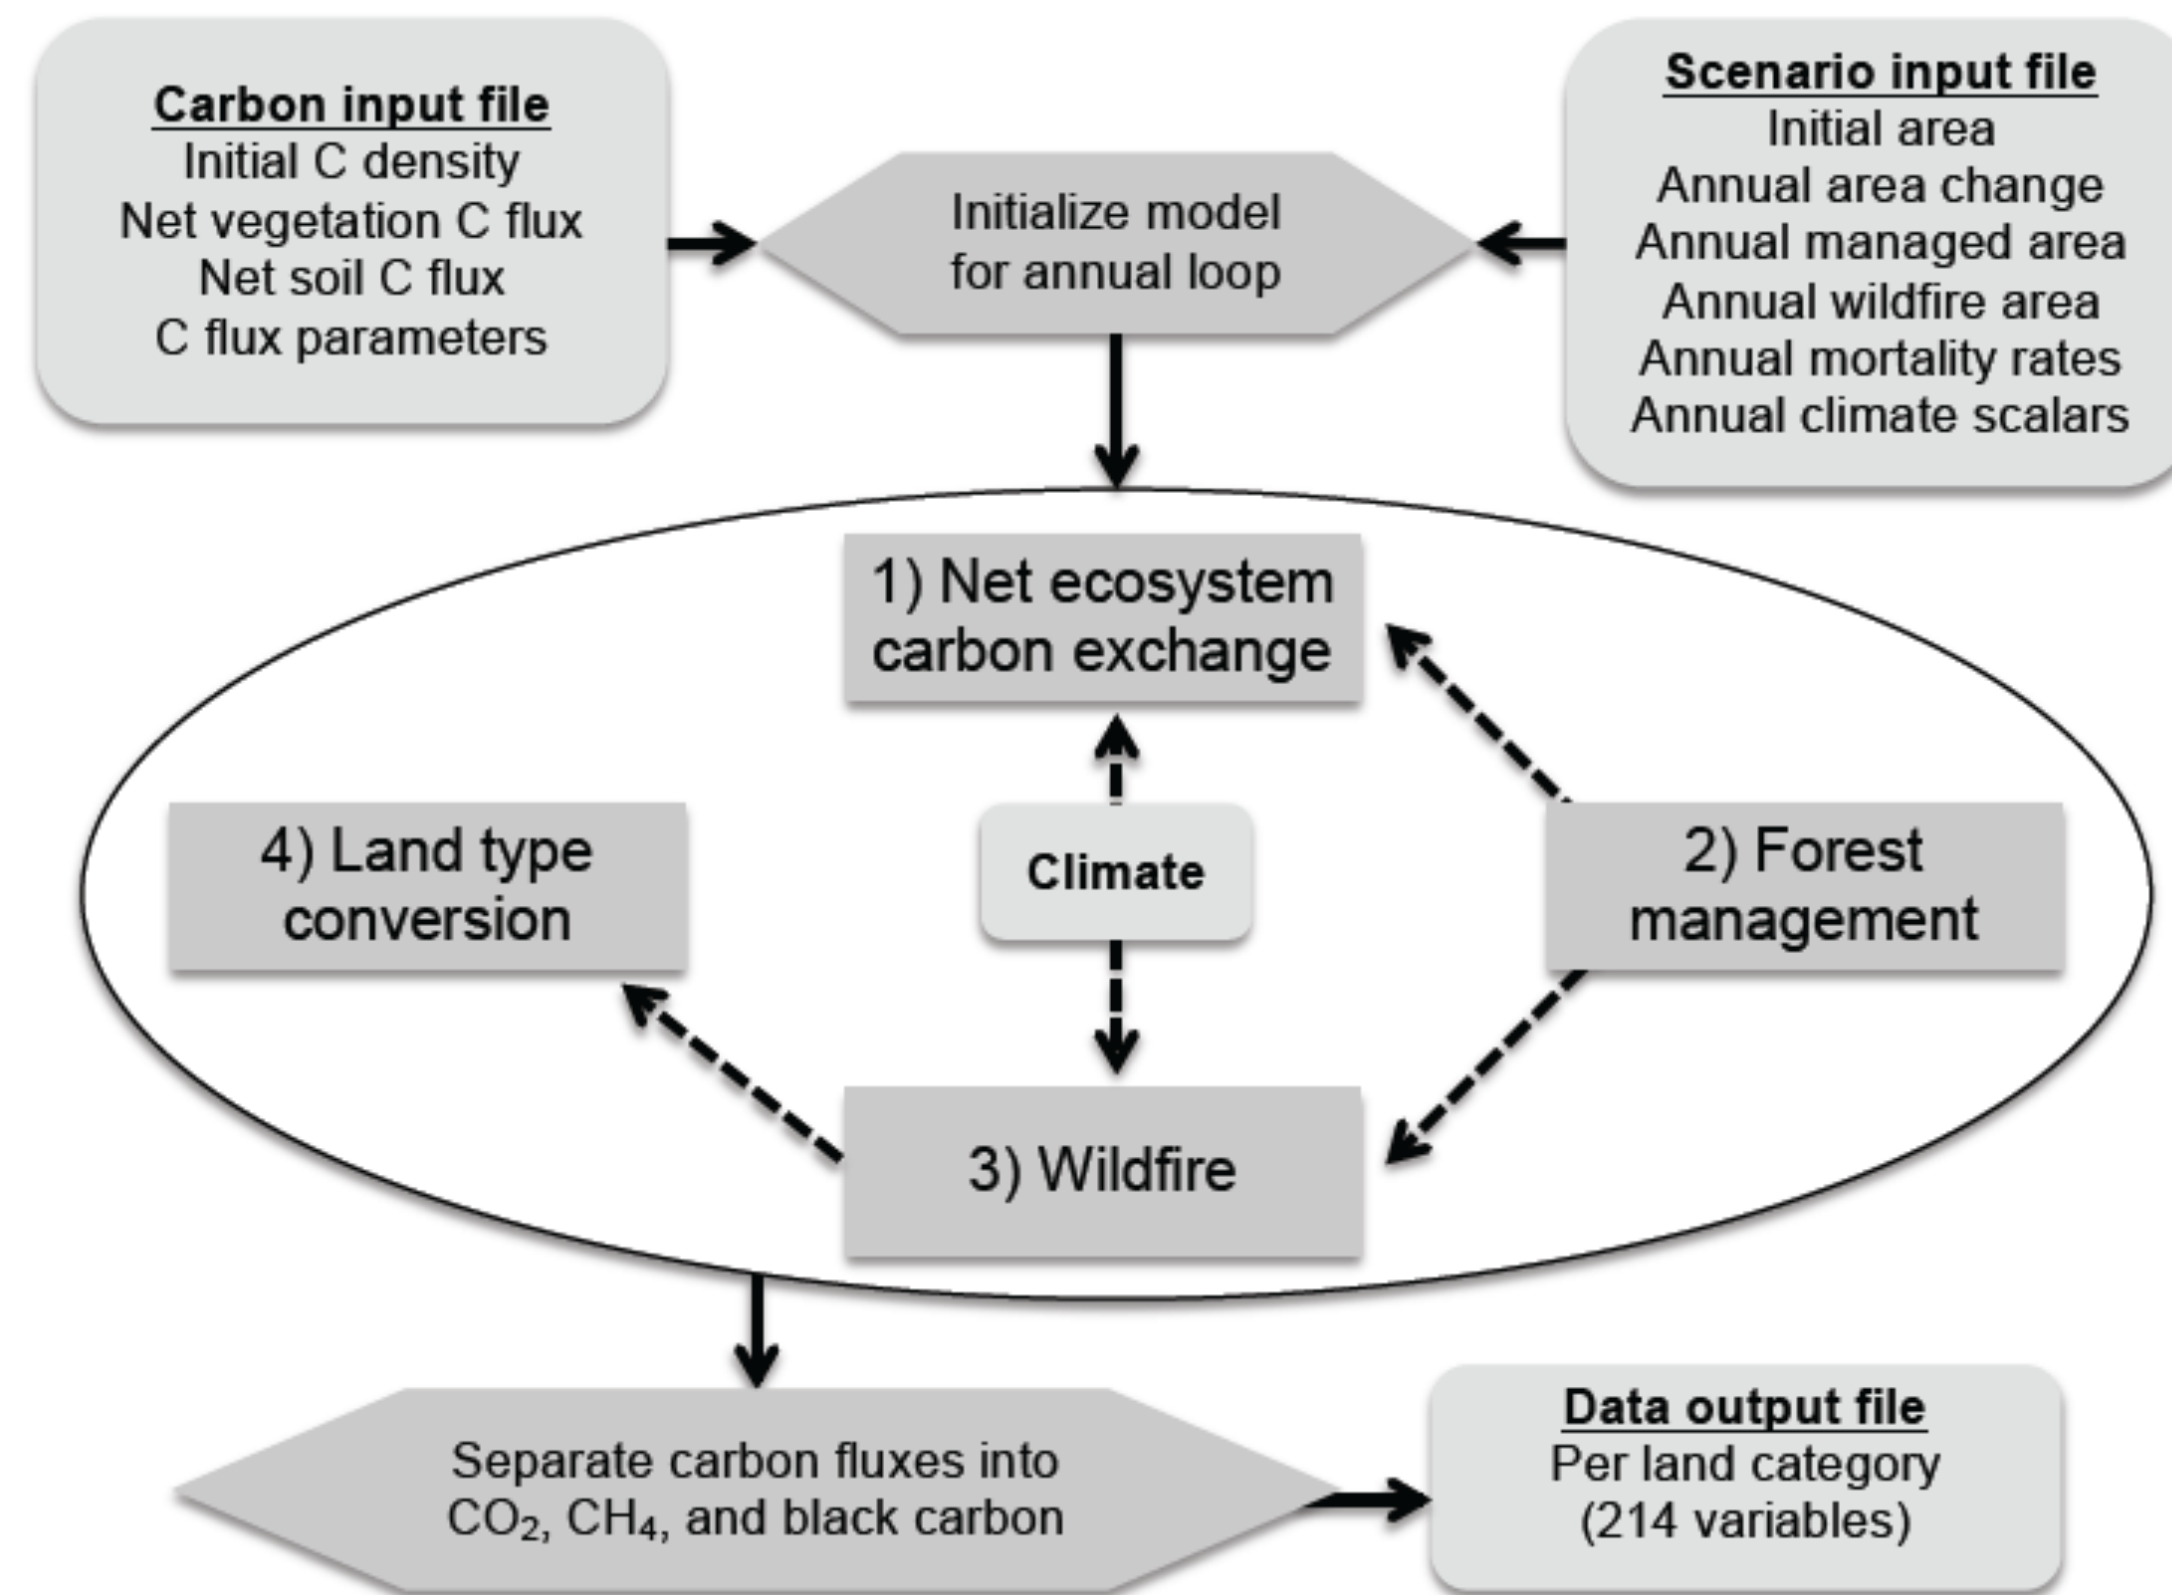 Carbon input file
Initial C density
Net vegetation C flux
Net soil C flux
C flux parameters
Initialize model
for annual loop
Scenario input file
Initial area
Annual area change
Annual managed area
Annual wildfire area
Annual mortality rates
Annual climate scalars
1) Net ecosystem
carbon exchange
4) Land type
conversion
Climate
2) Forest
management
3) Wildfire
Separate carbon fluxes into
CO₂, CH₄, and black carbon
Data output file
Per land category
(214 variables)